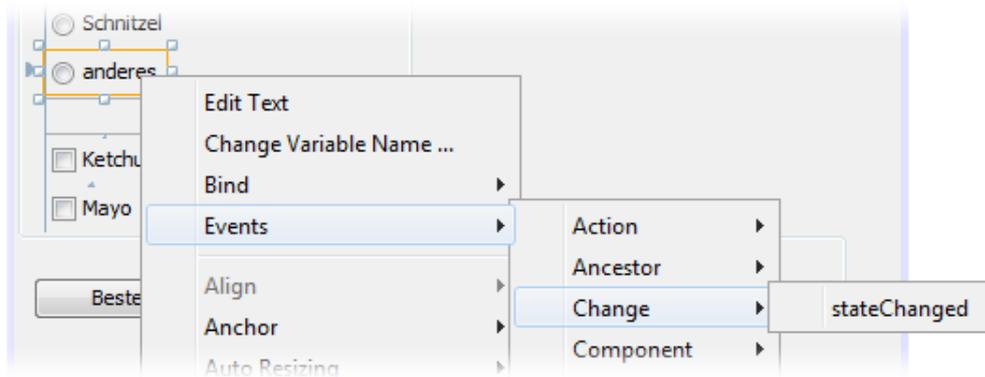 Schnitzel
anderes
Edit Text
Change Variable Name ...
Ketchu
Bind
Mayo
Events
Action
Ancestor
Align
Beste
Change
stateChanged
Anchor
Component
Auto Resizing